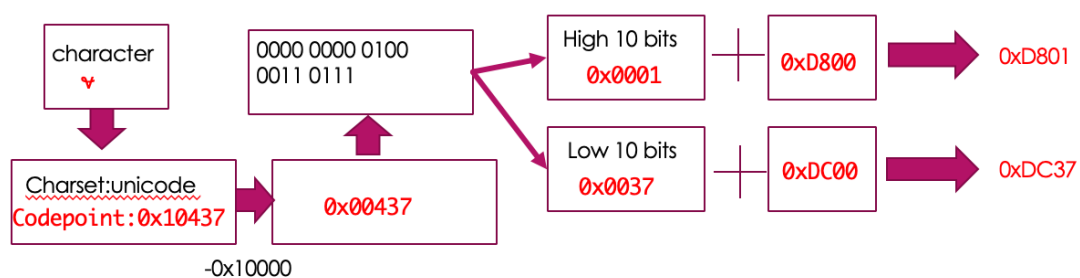 character
Charset:unicode
Codepoint:0x10437
-0x10000
0x00437
0000 0000 0100
0011 0111
High 10 bits
0x0001
0xD800
0xD801
Low 10 bits
0x0037
0xDC00
0xDC37